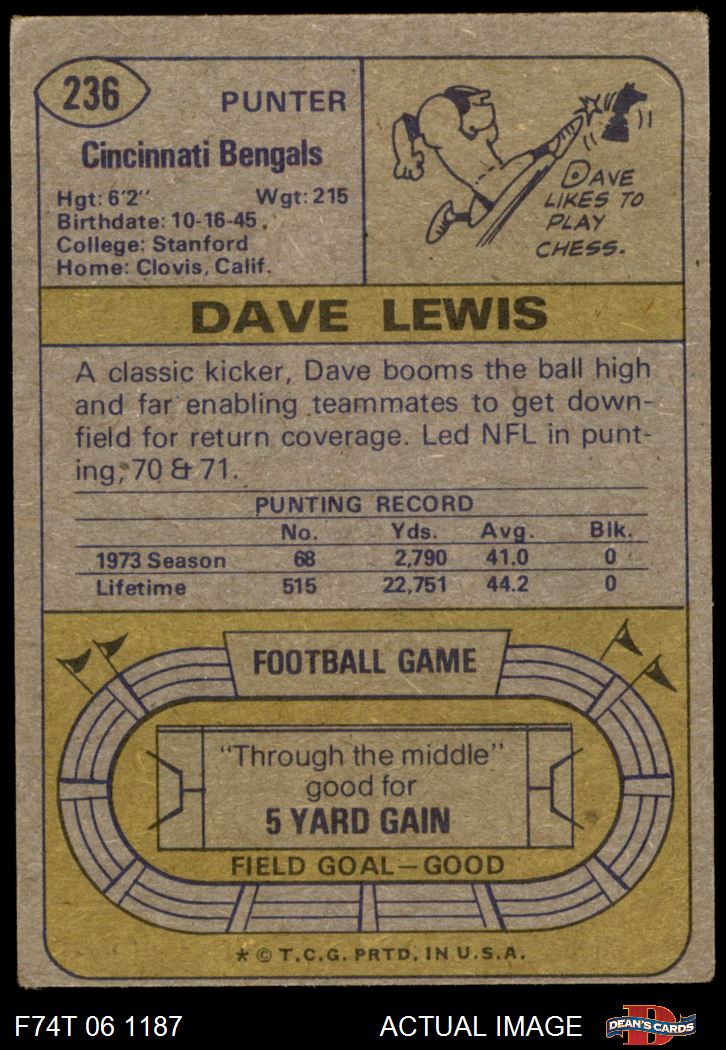 236
PUNTER
Cincinnati Bengals
Hgt: 6'2" Wgt: 215
Birthdate: 10-16-45.
College: Stanford
Home: Clovis, Calif.
DAVE
LIKES TO
PLAY
CHESS.
DAVE LEWIS
A classic kicker, Dave booms the ball high
and far enabling teammates to get down-
field for return coverage. Led NFL in punt-
ing, 70 & 71.
PUNTING RECORD
No. Yds. Avg. Blk.
1973 Season 68 2,790 41.0 0
Lifetime 515 22,751 44.2 0
FOOTBALL GAME
"Through the middle"
good for
5 YARD GAIN
FIELD GOAL—GOOD
* © T.C.G. PRTD. IN U.S.A.
F74T 06 1187 ACTUAL IMAGE
D
DEAN'S CARDS